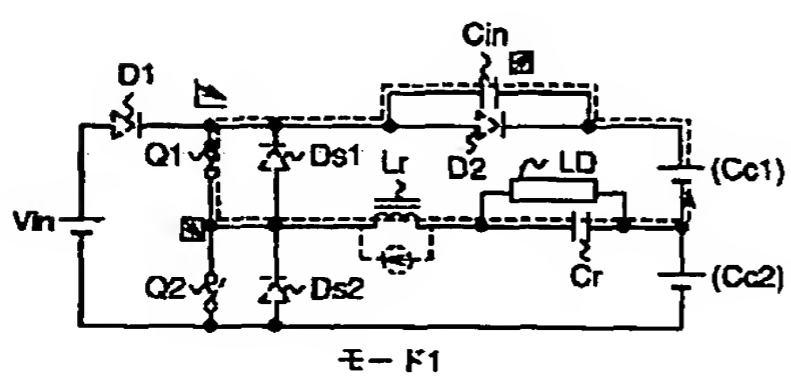 Cin
D1
Q1
Ds1
Lr
D2
LD
(Cc1)
Vin
Q2
Ds2
Cr
(Cc2)
モード1